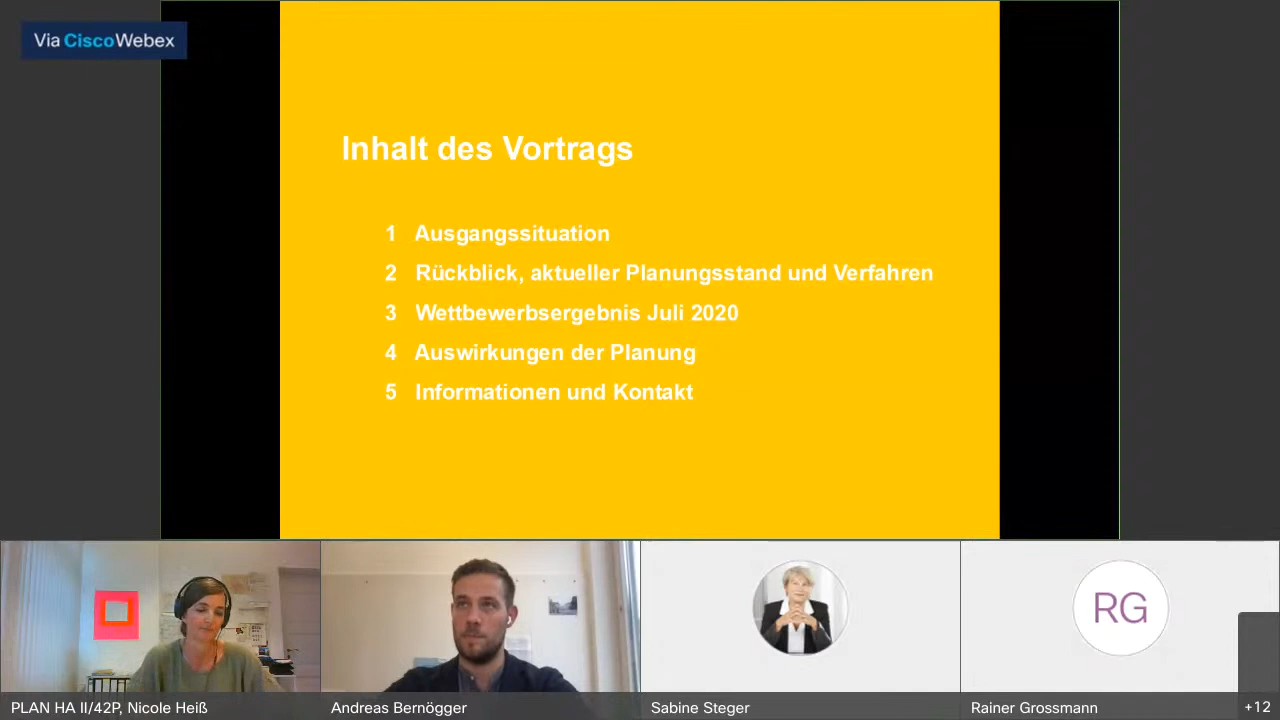 Via CiscoWebex
Inhalt des Vortrags
1 Ausgangssituation
2 Rückblick, aktueller Planungsstand und Verfahren
3 Wettbewerbsergebnis Juli 2020
4 Auswirkungen der Planung
5 Informationen und Kontakt
RG
PLAN HA II/42P, Nicole Heiß
Andreas Bernögger
Sabine Steger
Rainer Grossmann
+12